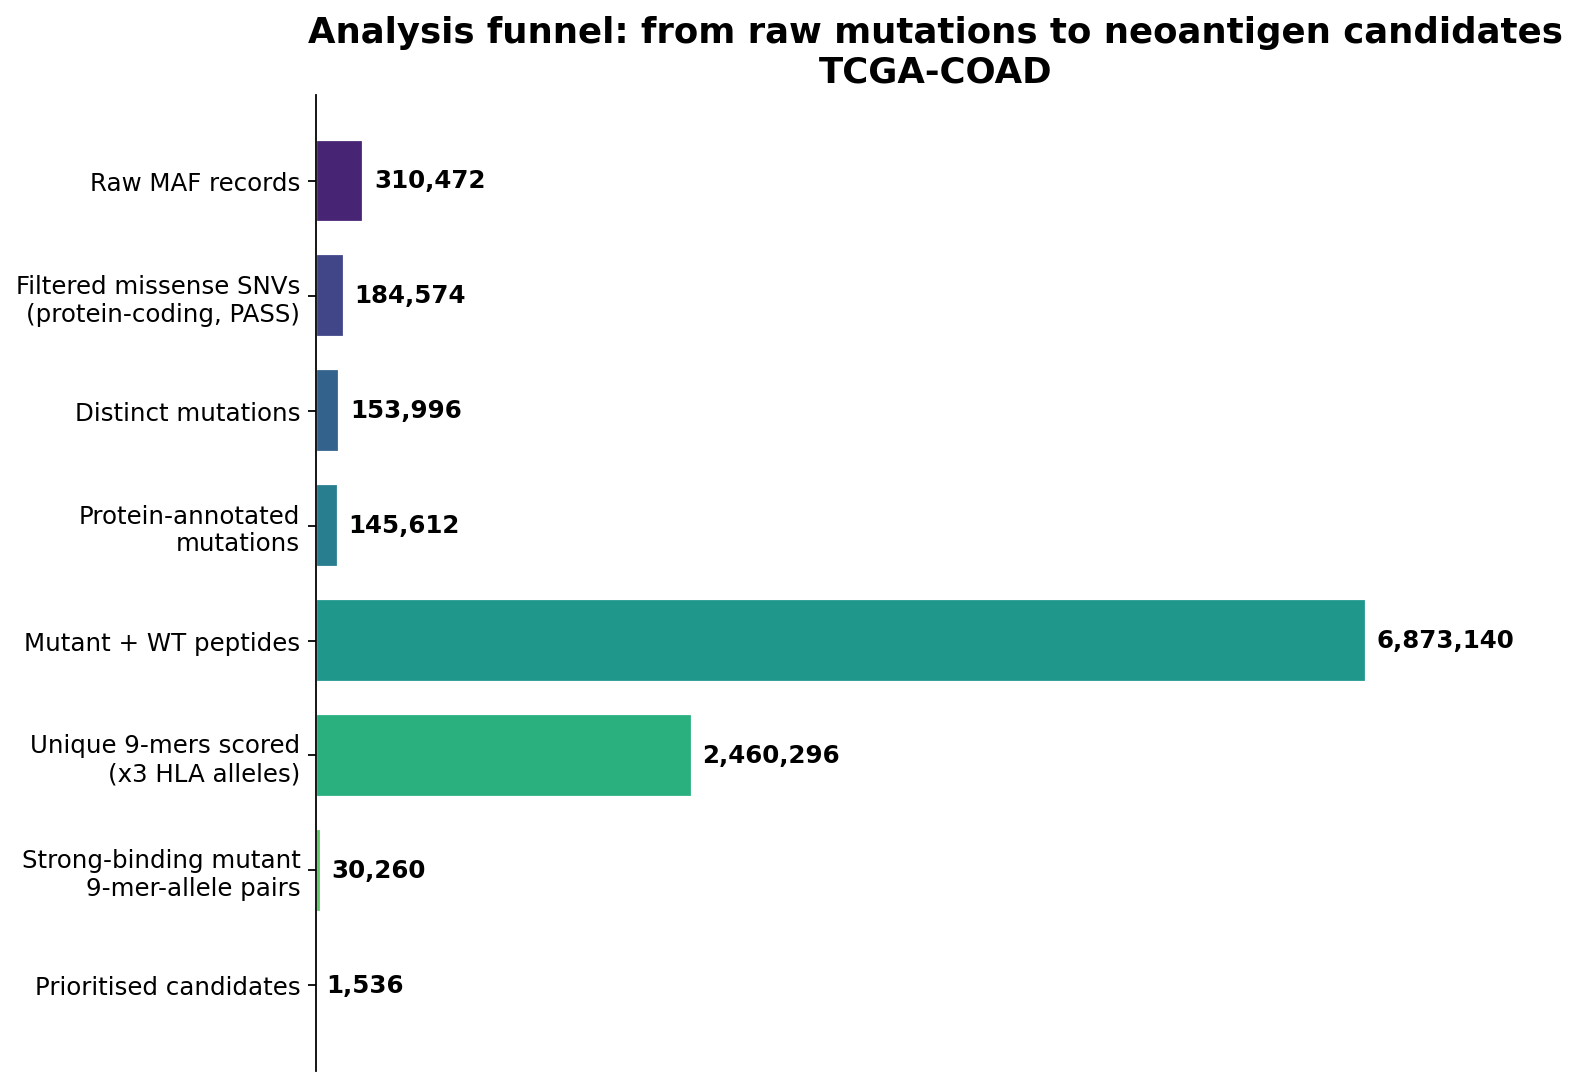 Analysis funnel: from raw mutations to neoantigen candidates
TCGA-COAD
Raw MAF records
310,472
Filtered missense SNVs
(protein-coding, PASS)
184,574
Distinct mutations
153,996
Protein-annotated
mutations
145,612
Mutant + WT peptides
6,873,140
Unique 9-mers scored
(x3 HLA alleles)
2,460,296
Strong-binding mutant
9-mer-allele pairs
30,260
Prioritised candidates
1,536